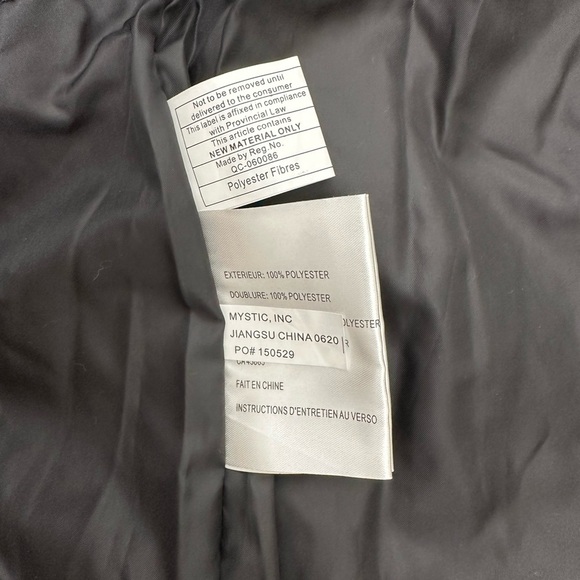 Not to be removed until
delivered to the consumer
This label is affixed in compliance
with Provincial Law
This article contains
NEW MATERIAL ONLY
Made by Reg.No.
QC-060086
Polyester Fibres
EXTERIEUR: 100% POLYESTER
DOUBLURE: 100% POLYESTER
MYSTIC, INC
JIANGSU CHINA 0620
PO# 150529
FAIT EN CHINE
INSTRUCTIONS D'ENTRETIEN AU VERSO